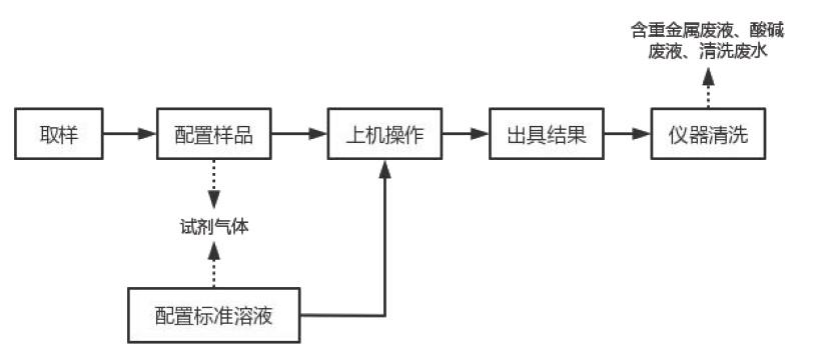 含重金属废液、酸碱
废液、清洗废水
取样
配置样品
上机操作
出具结果
仪器清洗
试剂气体
配置标准溶液